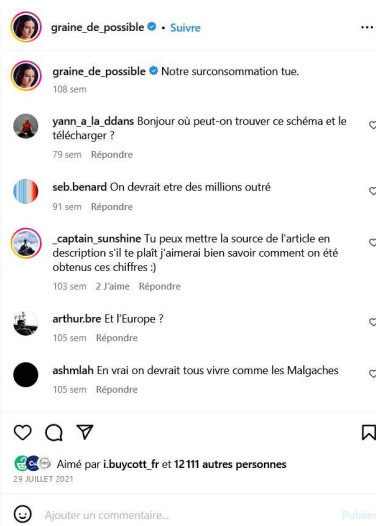 graine_de_possible • Suivre
graine_de_possible Notre surconsommation tue.
108 sem
yann_a_la_ddans Bonjour où peut-on trouver ce schéma et le
télécharger ?
79 sem Répondre
seb.benard On devrait etre des millions outré
91 sem Répondre
_captain_sunshine Tu peux mettre la source de l'article en
description s'il te plaît j'aimerai bien savoir comment on été
obtenus ces chiffres :)
103 sem 2 J'aime Répondre
arthur.bre Et l'Europe ?
105 sem Répondre
ashmlah En vrai on devrait tous vivre comme les Malgaches
105 sem Répondre
Aimé par i.buycott_fr et 12 111 autres personnes
29 JUILLET 2021
Ajouter un commentaire... Publier